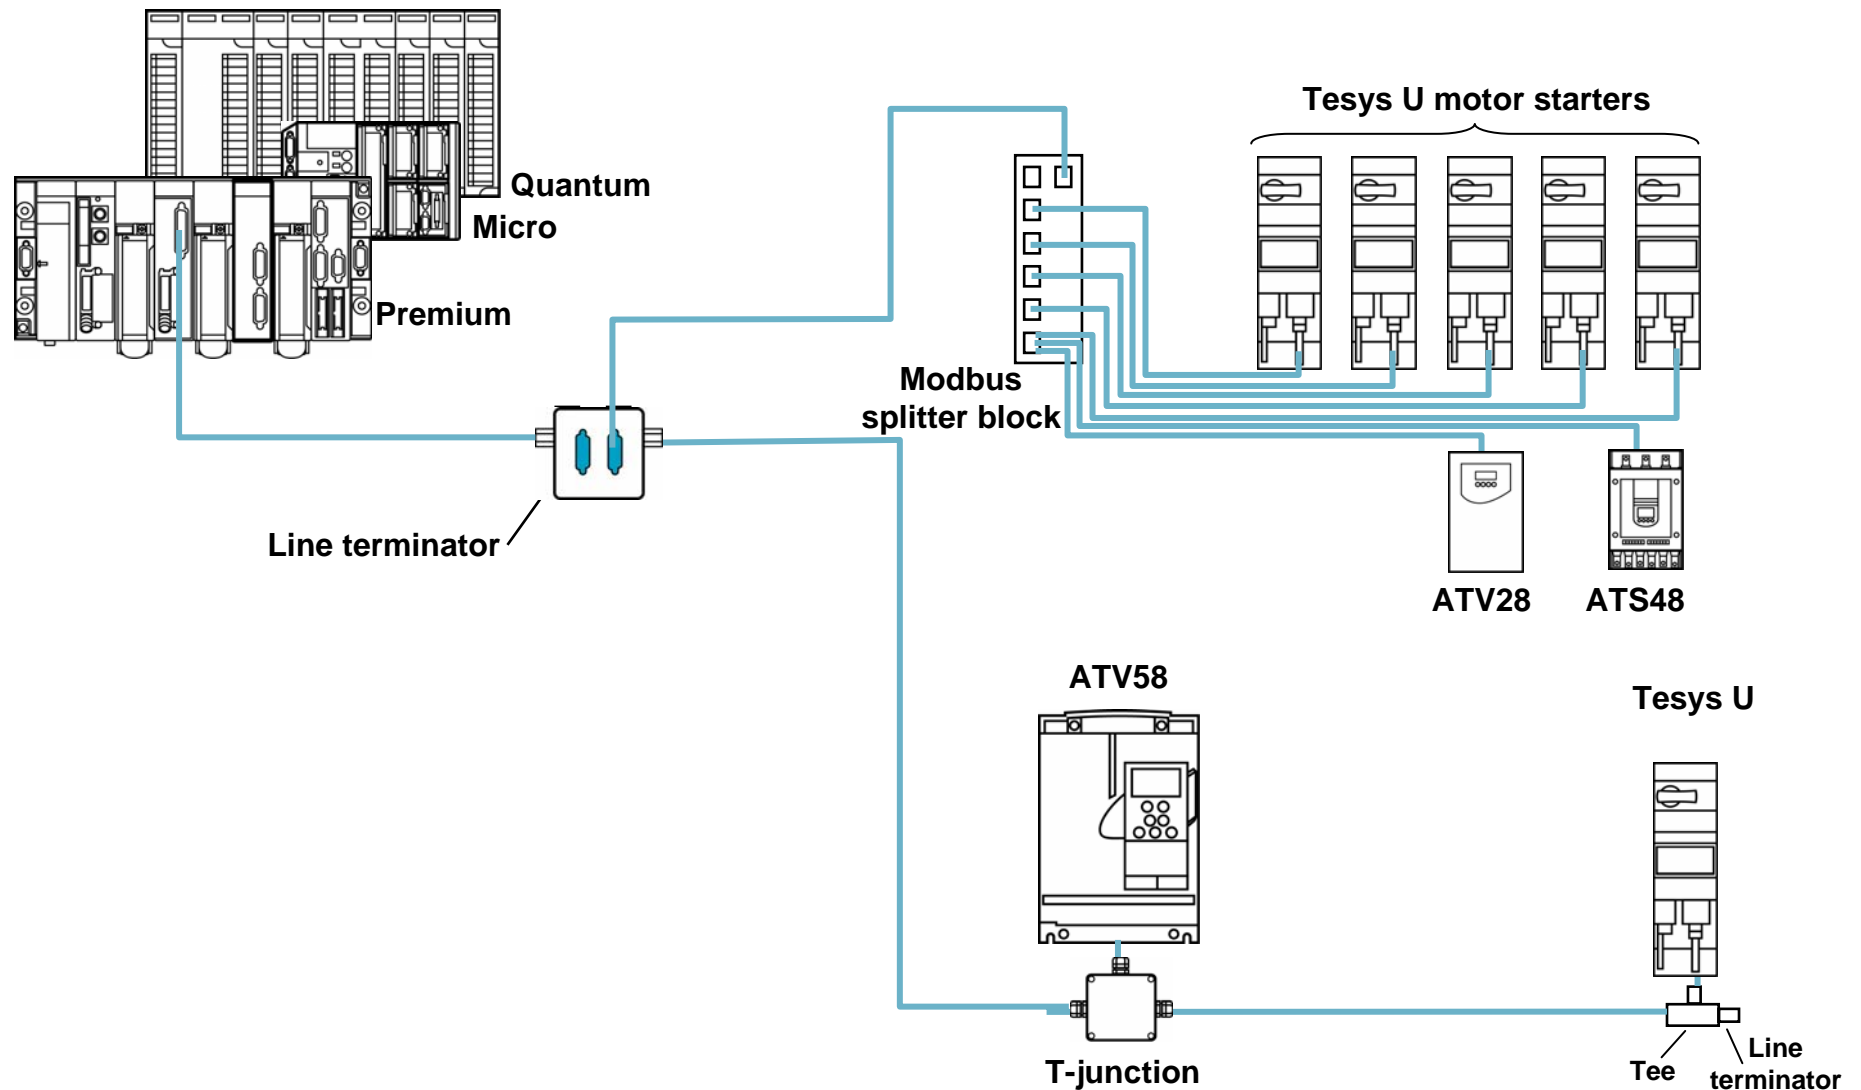 Tesys U motor starters
Quantum
Micro
Premium
Modbus
splitter block
Line terminator
ATV28
ATS48
ATV58
Tesys U
T-junction
Tee
Line
terminator